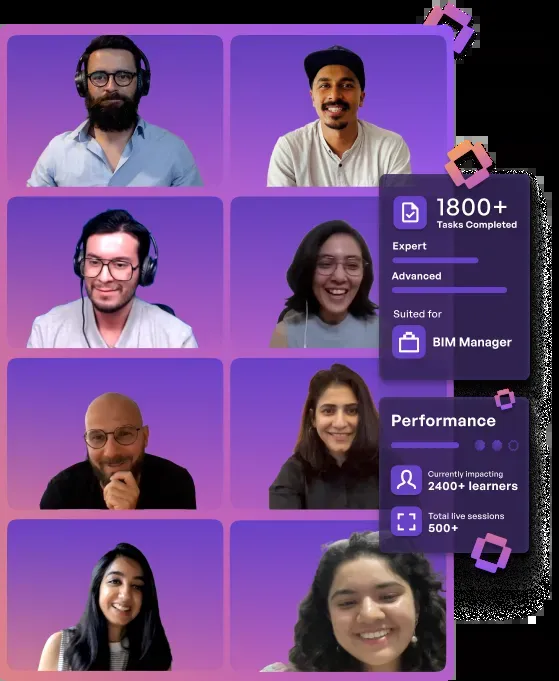 1800+
Tasks Completed
Expert
Advanced
Suited for
BIM Manager
Performance
Currently impacting
2400+ learners
Total live sessions
500+